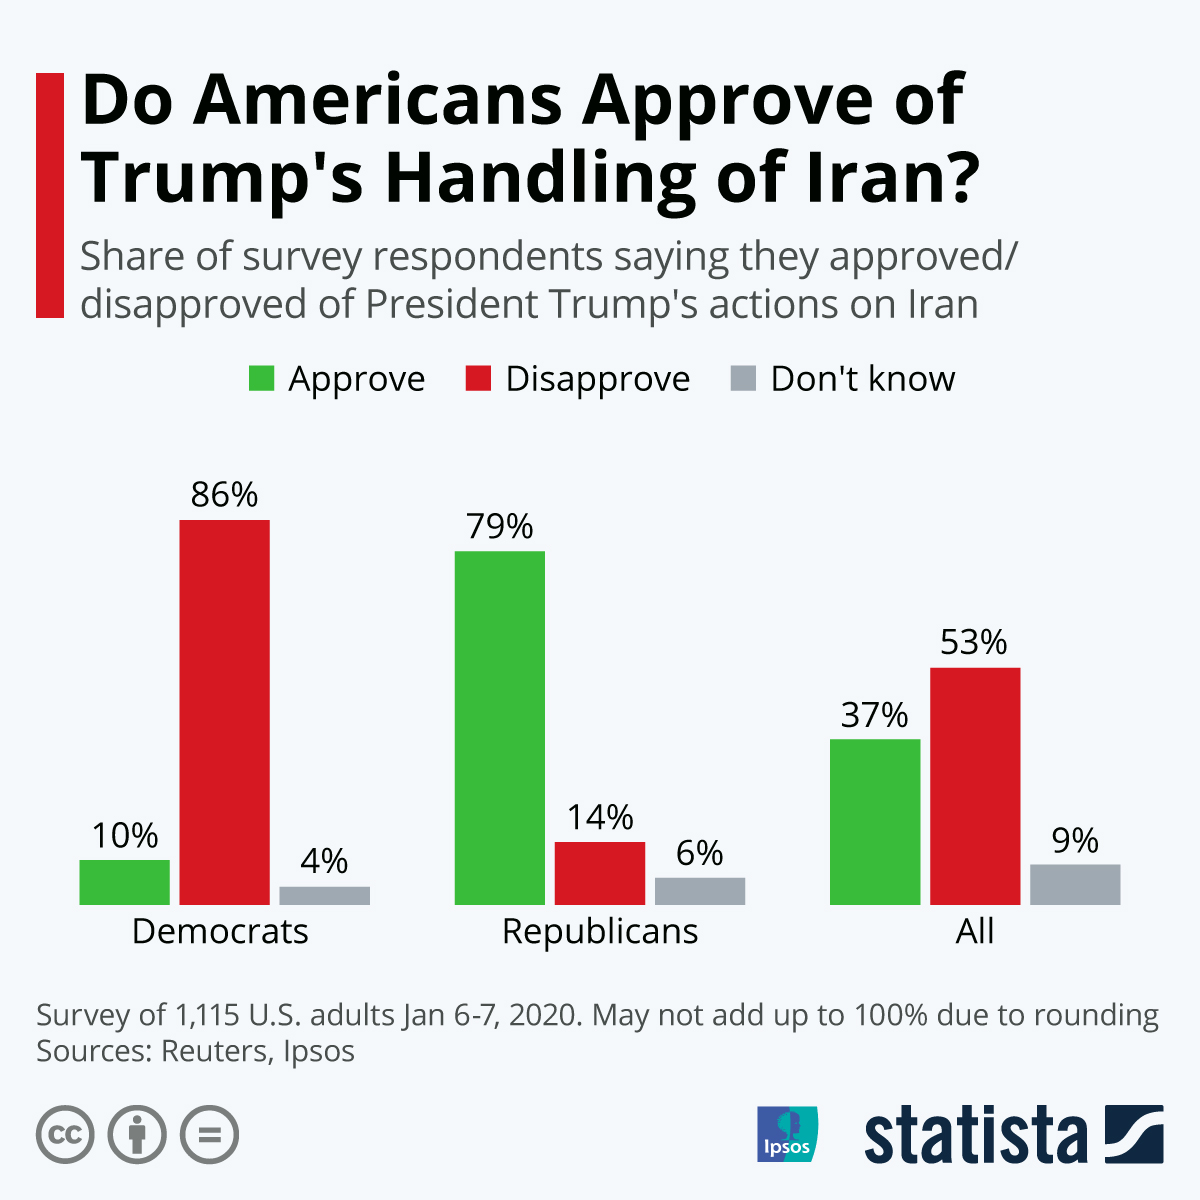 Do Americans Approve of
Trump's Handling of Iran?
Share of survey respondents saying they approved/
disapproved of President Trump's actions on Iran
Approve Disapprove Don't know
86%
79%
53%
37%
14%
10%
9%
6%
4%
Democrats Republicans All
Survey of 1,115 U.S. adults Jan 6-7, 2020. May not add up to 100% due to rounding
Sources: Reuters, Ipsos
cc
=
Ipsos
statista